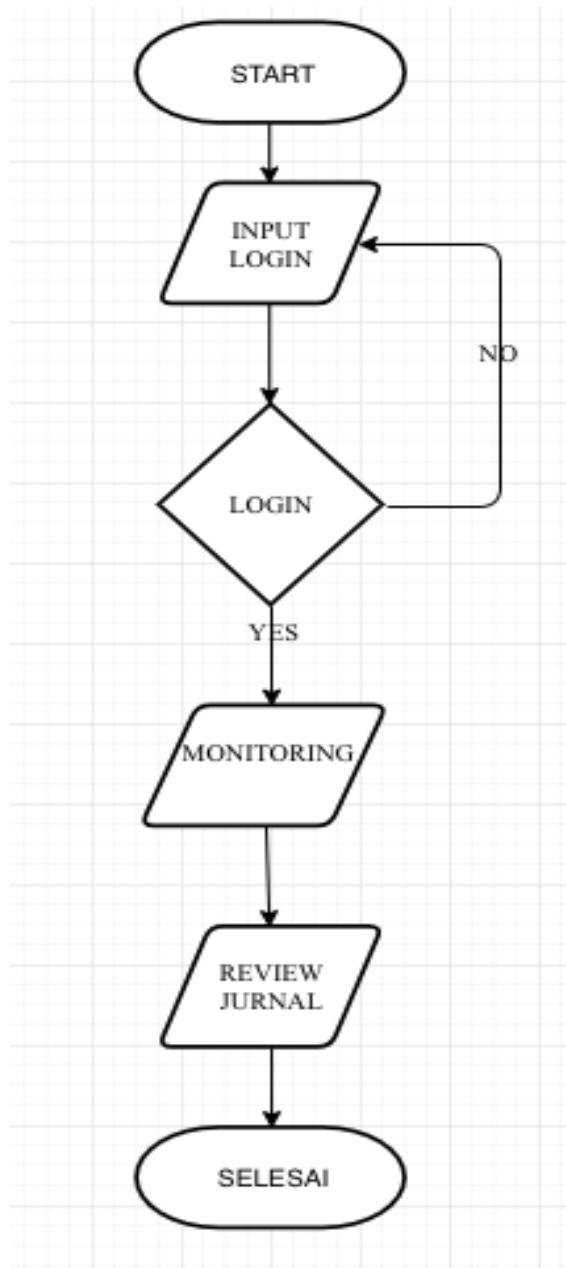 START
INPUT
LOGIN
NO
LOGIN
YES
MONITORING
REVIEW
JURNAL
SELESAI